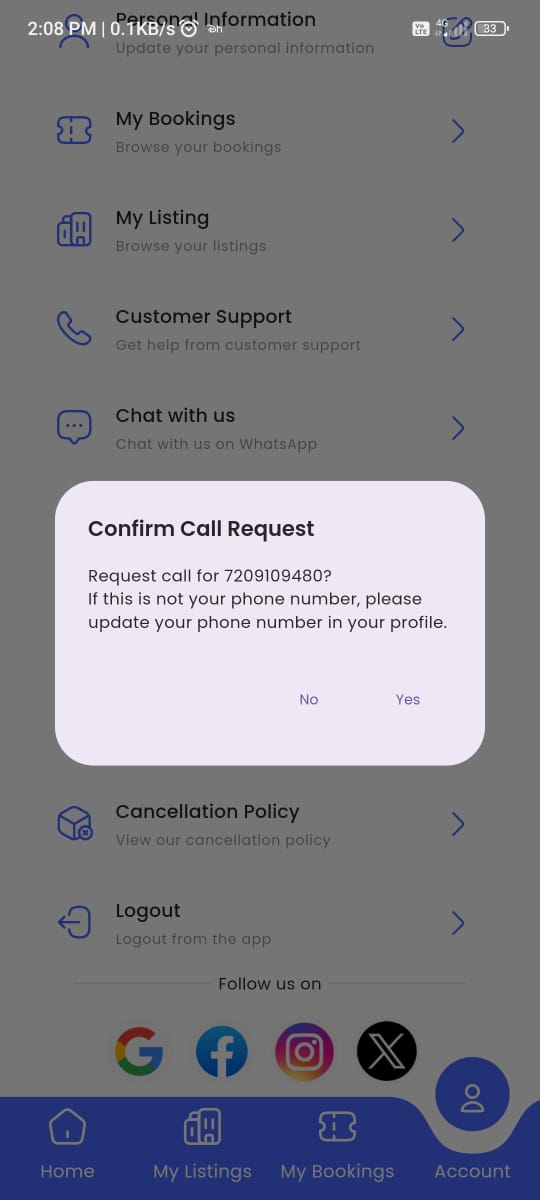 Personal Information
2:08 PM | 0.1KB/s
4G
33
Update your personal information
My Bookings
Browse your bookings
My Listing
Browse your listings
Customer Support
Get help from customer support
Chat with us
Chat with us on WhatsApp
Confirm Call Request
Request call for 7209109480?
If this is not your phone number, please
update your phone number in your profile.
No Yes
Cancellation Policy
View our cancellation policy
Logout
Logout from the app
Follow us on
Home My Listings My Bookings Account